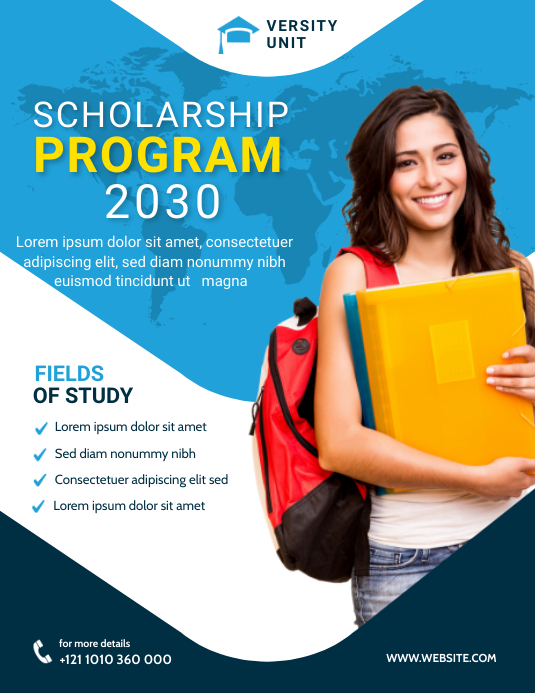 VERSITY
UNIT
SCHOLARSHIP
PROGRAM
2030
Lorem ipsum dolor sit amet, consectetuer
adipiscing elit, sed diam nonummy nibh
euismod tincidunt ut magna
FIELDS
OF STUDY
Lorem ipsum dolor sit amet
Sed diam nonummy nibh
Consectetuer adipiscing elit sed
Lorem ipsum dolor sit amet
for more details
+121 1010 360 000
WWW.WEBSITE.COM